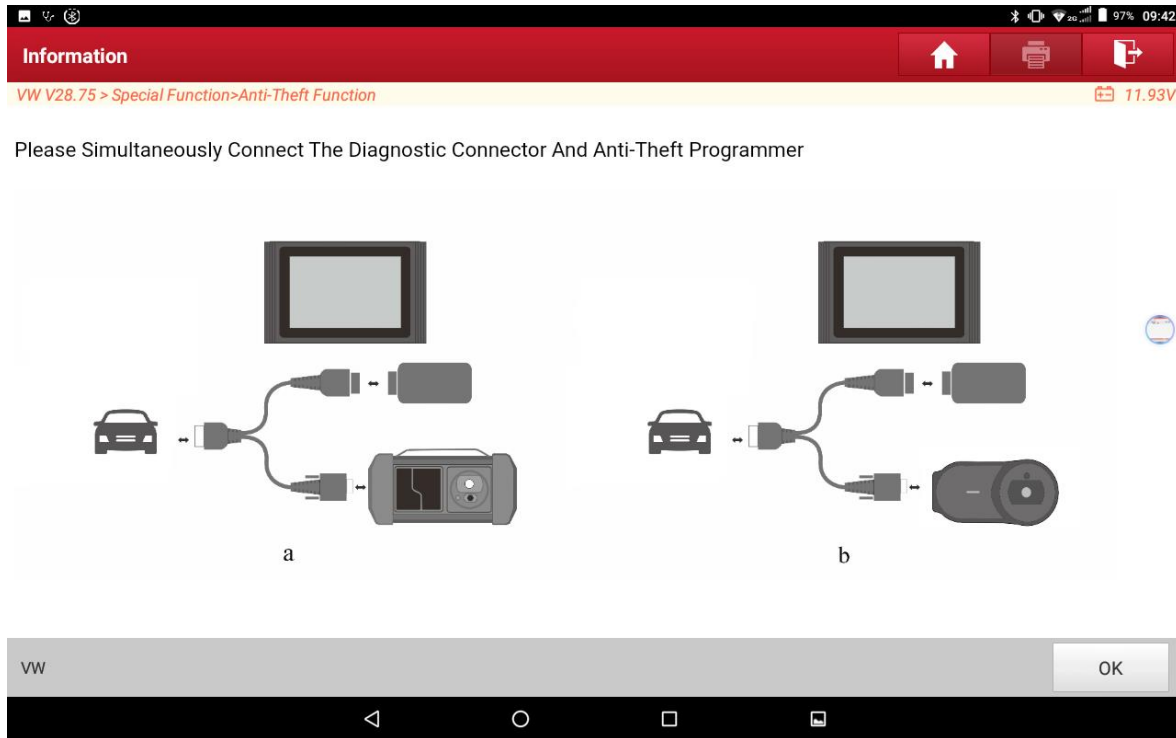 2G 97% 09:42
Information
VW V28.75 > Special Function>Anti-Theft Function 11.93V
Please Simultaneously Connect The Diagnostic Connector And Anti-Theft Programmer
a b
VW OK